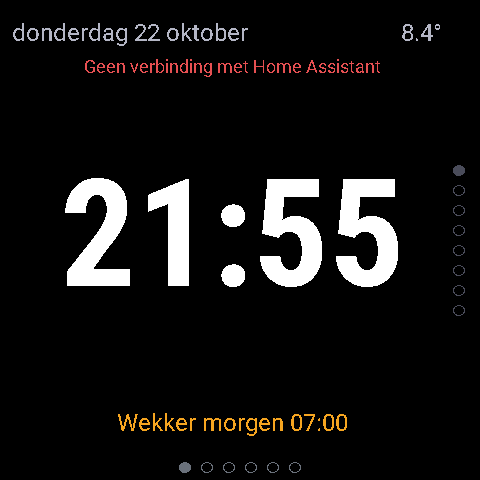 donderdag 22 oktober 8.4°
Geen verbinding met Home Assistant
21:55
Wekker morgen 07:00